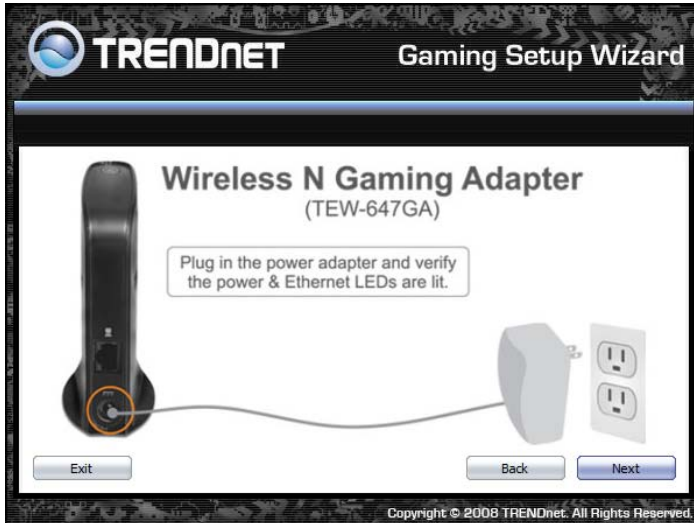 TRENDNET
Gaming Setup Wizard
Wireless N Gaming Adapter
(TEW-647GA)
Plug in the power adapter and verify
the power & Ethernet LEDs are lit.
Exit
Back
Next
Copyright © 2008 TRENDnet. All Rights Reserved.